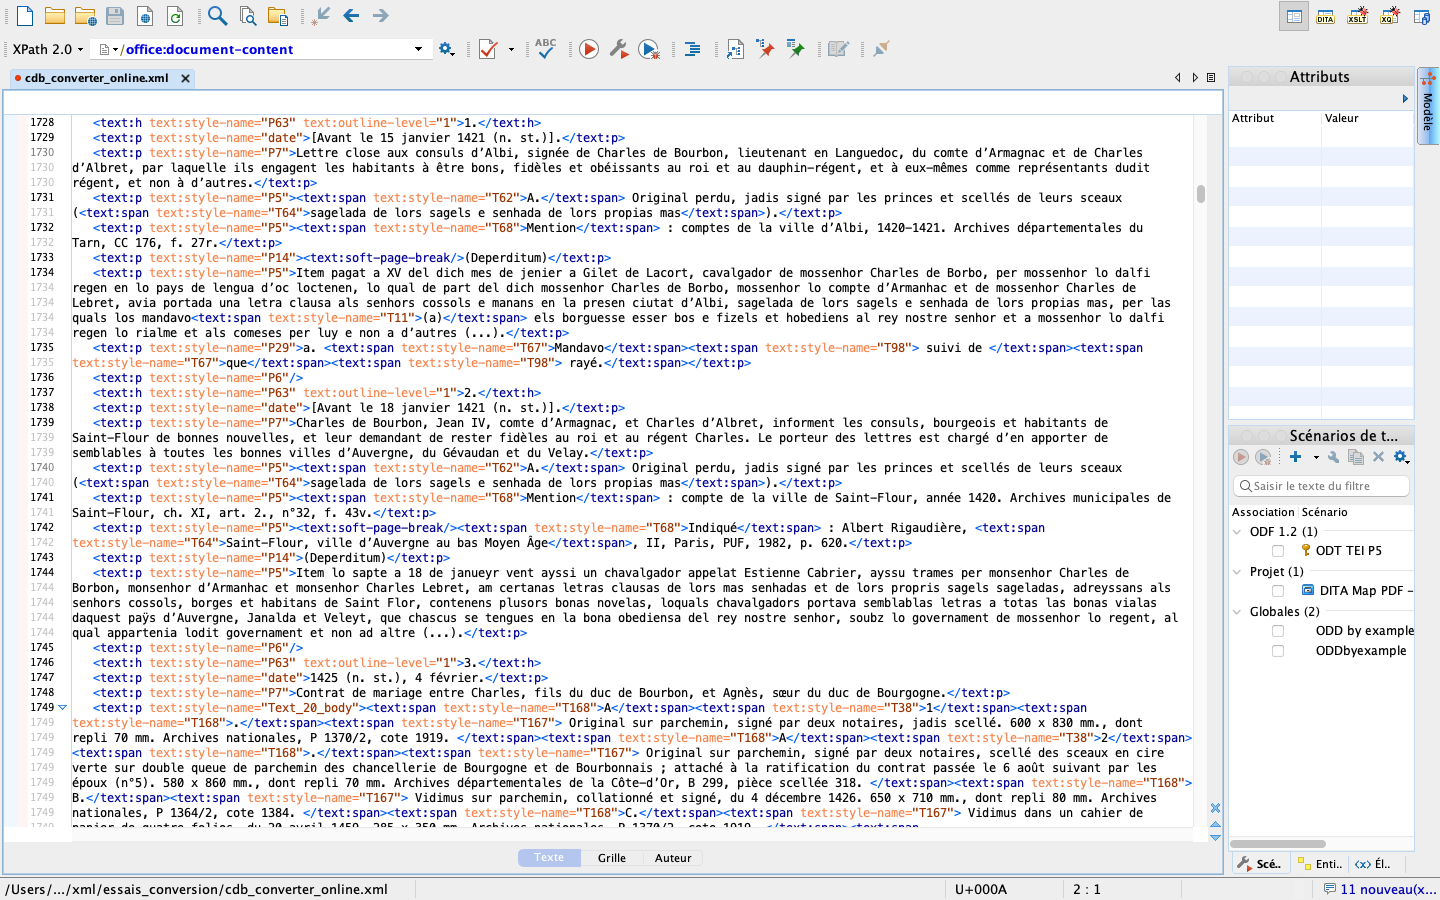 XPath 2.0
/office:document-content
ABC
DITA
XSLT
XQ
cdb_converter_online.xml
1728 <text:h text:style-name="P63" text:outline-level="1">1.</text:h>
1729 <text:p text:style-name="date">[Avant le 15 janvier 1421 (n. st.)].</text:p>
1730 <text:p text:style-name="P7">Lettre close aux consuls d’Albi, signée de Charles de Bourbon, lieutenant en Languedoc, du comte d’Armagnac et de Charles
1730 d’Albret, par laquelle ils engagent les habitants à être bons, fidèles et obéissants au roi et au dauphin-régent, et à eux-mêmes comme représentants dudit
1730 régent, et non à d’autres.</text:p>
1731 <text:p text:style-name="P5"><text:span text:style-name="T62">A.</text:span> Original perdu, jadis signé par les princes et scellés de leurs sceaux
1731 (<text:span text:style-name="T64">sagelada de lors sagels e senhada de lors propias mas</text:span>).</text:p>
1732 <text:p text:style-name="P5"><text:span text:style-name="T68">Mention</text:span> : comptes de la ville d’Albi, 1420-1421. Archives départementales du
1732 Tarn, CC 176, f. 27r.</text:p>
1733 <text:p text:style-name="P14"><text:soft-page-break/>(Deperditum)</text:p>
1734 <text:p text:style-name="P5">Item pagat a XV del dich mes de jenier a Gilet de Lacort, cavalgador de mossenhor Charles de Borbo, per mossenhor lo dalfi
1734 regen en lo pays de lengua d’oc loctenen, lo qual de part del dich mossenhor Charles de Borbo, mossenhor lo compte d’Armanhac et de mossenhor Charles de
1734 Lebret, avia portada una letra clausa als senhors cossols e manans en la presen ciutat d’Albi, sagelada de lors sagels e senhada de lors propias mas, per las
1734 quals los mandavo<text:span text:style-name="T11">(a)</text:span> els borguesse esser bos e fizels et hobediens al rey nostre senhor et a mossenhor lo dalfi
1734 regen lo rialme et als comeses per luy e non a d’autres (...).</text:p>
1735 <text:p text:style-name="P29">a. <text:span text:style-name="T67">Mandavo</text:span><text:span text:style-name="T98"> suivi de </text:span><text:span
1735 text:style-name="T67">que</text:span><text:span text:style-name="T98"> rayé.</text:span></text:p>
1736 <text:p text:style-name="P6"/>
1737 <text:h text:style-name="P63" text:outline-level="1">2.</text:h>
1738 <text:p text:style-name="date">[Avant le 18 janvier 1421 (n. st.)].</text:p>
1739 <text:p text:style-name="P7">Charles de Bourbon, Jean IV, comte d’Armagnac, et Charles d’Albret, informent les consuls, bourgeois et habitants de
1739 Saint-Flour de bonnes nouvelles, et leur demandant de rester fidèles au roi et au régent Charles. Le porteur des lettres est chargé d’en apporter de
1739 semblables à toutes les bonnes villes d’Auvergne, du Gévaudan et du Velay.</text:p>
1740 <text:p text:style-name="P5"><text:span text:style-name="T62">A.</text:span> Original perdu, jadis signé par les princes et scellés de leurs sceaux
1740 (<text:span text:style-name="T64">sagelada de lors sagels e senhada de lors propias mas</text:span>).</text:p>
1741 <text:p text:style-name="P5"><text:span text:style-name="T68">Mention</text:span> : compte de la ville de Saint-Flour, année 1420. Archives municipales de
1741 Saint-Flour, ch. XI, art. 2., n°32, f. 43v.</text:p>
1742 <text:p text:style-name="P5"><text:soft-page-break/><text:span text:style-name="T68">Indiqué</text:span> : Albert Rigaudière, <text:span
1742 text:style-name="T64">Saint-Flour, ville d’Auvergne au bas Moyen Âge</text:span>, II, Paris, PUF, 1982, p. 620.</text:p>
1743 <text:p text:style-name="P14">(Deperditum)</text:p>
1744 <text:p text:style-name="P5">Item lo sapte a 18 de janueyr vent ayssi un chavalgador appelat Estienne Cabrier, ayssu trames per monsenhor Charles de
1744 Borbon, monsenhor d’Armanhac et monsenhor Charles Lebret, am certanas letras clausas de lors mas senhadas et de lors propris sagels sageladas, adreyssans als
1744 senhors cossols, borges et habitans de Saint Flor, contenens plusors bonas novelas, loquals chavalgadors portava semblablas letras a totas las bonas vialas
1744 daquest paÿs d’Auvergne, Janalda et Veleyt, que chascus se tengues en la bona obediensa del rey nostre senhor, soubz lo governament de mossenhor lo regent, al
1744 qual appartenia lodit governament et non ad altre (...).</text:p>
1745 <text:p text:style-name="P6"/>
1746 <text:h text:style-name="P63" text:outline-level="1">3.</text:h>
1747 <text:p text:style-name="date">1425 (n. st.), 4 février.</text:p>
1748 <text:p text:style-name="P7">Contrat de mariage entre Charles, fils du duc de Bourbon, et Agnès, sœur du duc de Bourgogne.</text:p>
1749 <text:p text:style-name="Text_20_body"><text:span text:style-name="T168">A</text:span><text:span text:style-name="T38">1</text:span><text:span
1749 text:style-name="T168">.</text:span><text:span text:style-name="T167"> Original sur parchemin, signé par deux notaires, jadis scellé. 600 x 830 mm., dont
1749 repli 70 mm. Archives nationales, P 1370/2, cote 1919. </text:span><text:span text:style-name="T168">A</text:span><text:span text:style-name="T38">2</text:span>
1749 <text:span text:style-name="T168">.</text:span><text:span text:style-name="T167"> Original sur parchemin, signé par deux notaires, scellé des sceaux en cire
1749 verte sur double queue de parchemin des chancellerie de Bourgogne et de Bourbonnais ; attaché à la ratification du contrat passée le 6 août suivant par les
1749 époux (n°5). 580 x 860 mm., dont repli 70 mm. Archives départementales de la Côte-d’Or, B 299, pièce scellée 318. </text:span><text:span text:style-name="T168">
1749 B.</text:span><text:span text:style-name="T167"> Vidimus sur parchemin, collationné et signé, du 4 décembre 1426. 650 x 710 mm., dont repli 80 mm. Archives
1749 nationales, P 1364/2, cote 1384. </text:span><text:span text:style-name="T168">C.</text:span><text:span text:style-name="T167"> Vidimus dans un cahier de
Texte
Grille
Auteur
Attributs
Attribut
Valeur
Modèle
Scénarios de t...
Saisir le texte du filtre
Association
Scénario
ODF 1.2 (1)
ODT TEI P5
Projet (1)
DITA Map PDF -
Globales (2)
ODD by example
ODDbyexample
Scé..
Enti..
<x> Él..
/Users/.../xml/essais_conversion/cdb_converter_online.xml
U+000A
2 : 1
11 nouveau(x...